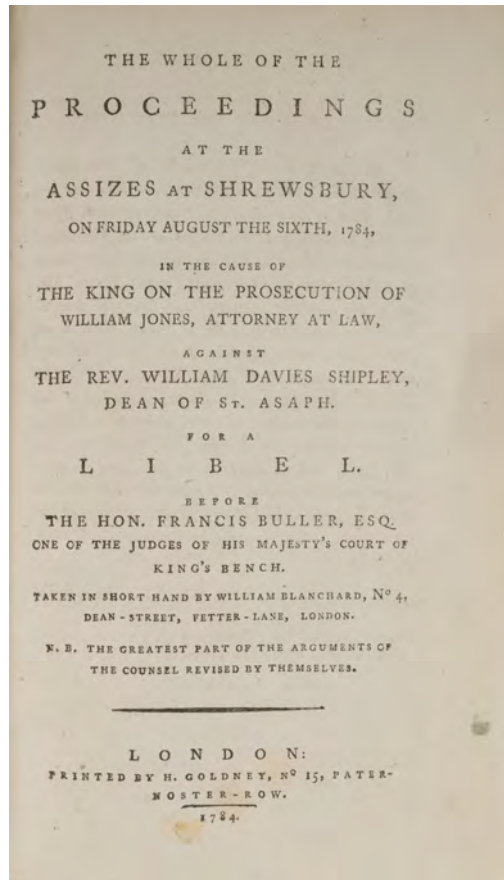 THE WHOLE OF THE
PROCEEDINGS
AT THE
ASSIZES AT SHREWSBURY,
ON FRIDAY AUGUST THE SIXTH, 1784,
IN THE CAUSE OF
THE KING ON THE PROSECUTION OF
WILLIAM JONES, ATTORNEY AT LAW,
AGAINST
THE REV. WILLIAM DAVIES SHIPLEY,
DEAN OF ST. ASAPH.
FOR A
LIBEL.
BEFORE
THE HON. FRANCIS BULLER, ESQ.
ONE OF THE JUDGES OF HIS MAJESTY'S COURT OF
KING'S BENCH.
TAKEN IN SHORT HAND BY WILLIAM BLANCHARD, No 4,
DEAN-STREET, FETTER-LANE, LONDON.
N. B. THE GREATEST PART OF THE ARGUMENTS OF
THE COUNSEL REVISED BY THEMSELVES.
LONDON:
PRINTED BY H. GOLDNEY, No 15, PATER-
NOSTER-ROW.
1784.